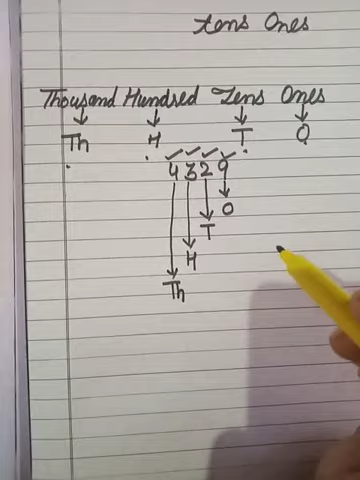 tens Ones
Thousand Hundred Tens Ones
Th H T O
4329
O
T
H
Th